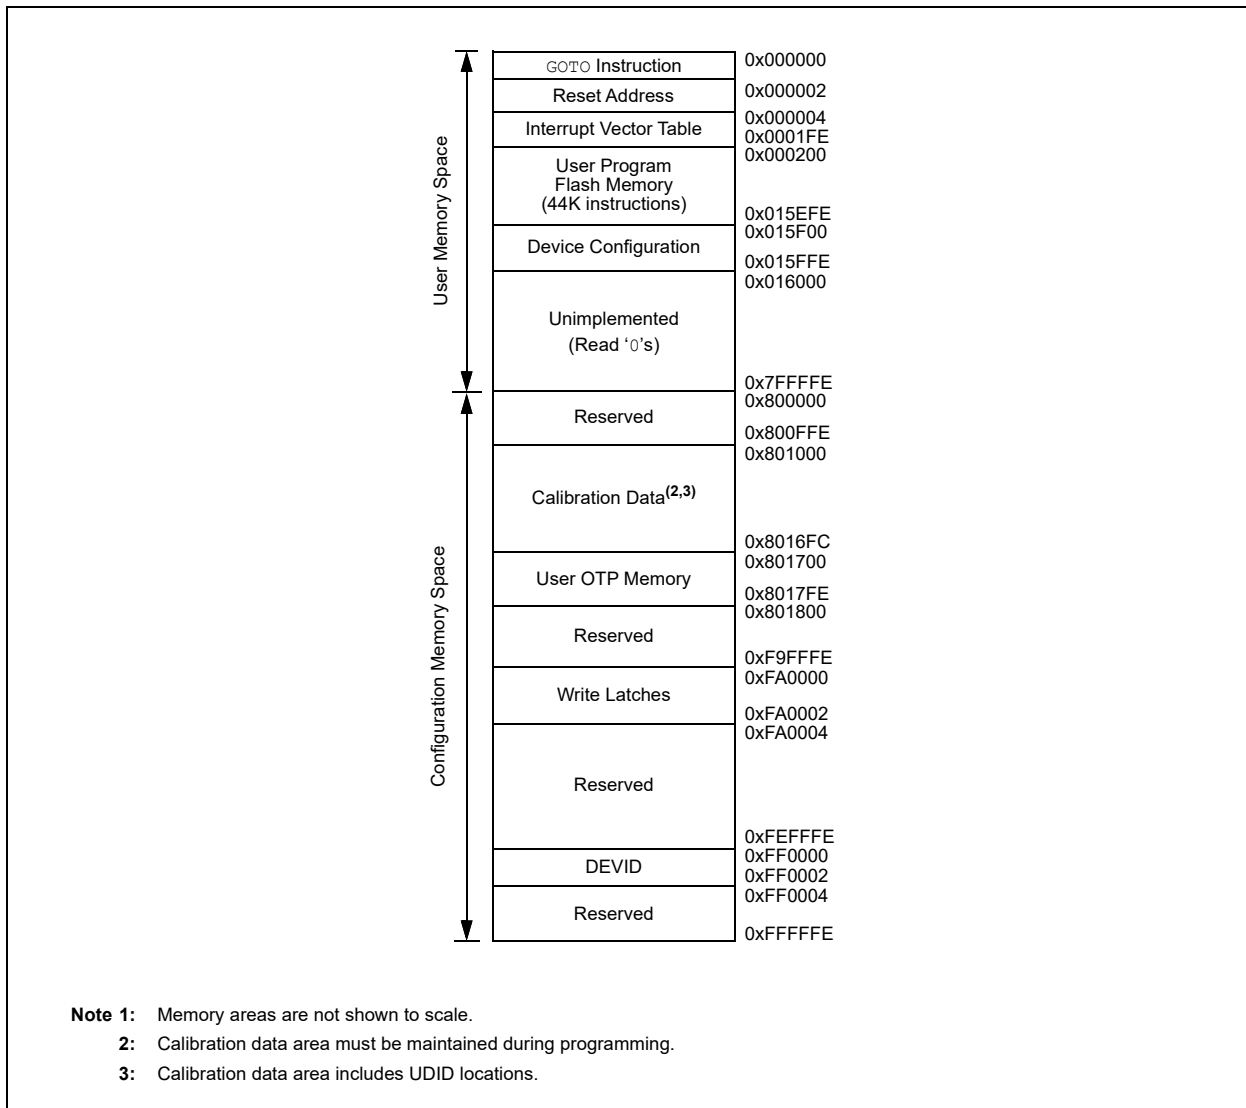 GOTO Instruction
0x000000
Reset Address
0x000002
0x000004
Interrupt Vector Table
0x0001FE
0x000200
User Program
Flash Memory
(44K instructions)
0x015EFE
0x015F00
Device Configuration
0x015FFE
0x016000
User Memory Space
Unimplemented
(Read ‘0’s)
0x7FFFFE
0x800000
Reserved
0x800FFE
0x801000
Calibration Data(2,3)
0x8016FC
0x801700
User OTP Memory
0x8017FE
0x801800
Reserved
0xF9FFFE
0xFA0000
Configuration Memory Space
Write Latches
0xFA0002
0xFA0004
Reserved
0xFEFFFE
0xFF0000
DEVID
0xFF0002
0xFF0004
Reserved
0xFFFFFE
Note 1: Memory areas are not shown to scale.
2: Calibration data area must be maintained during programming.
3: Calibration data area includes UDID locations.